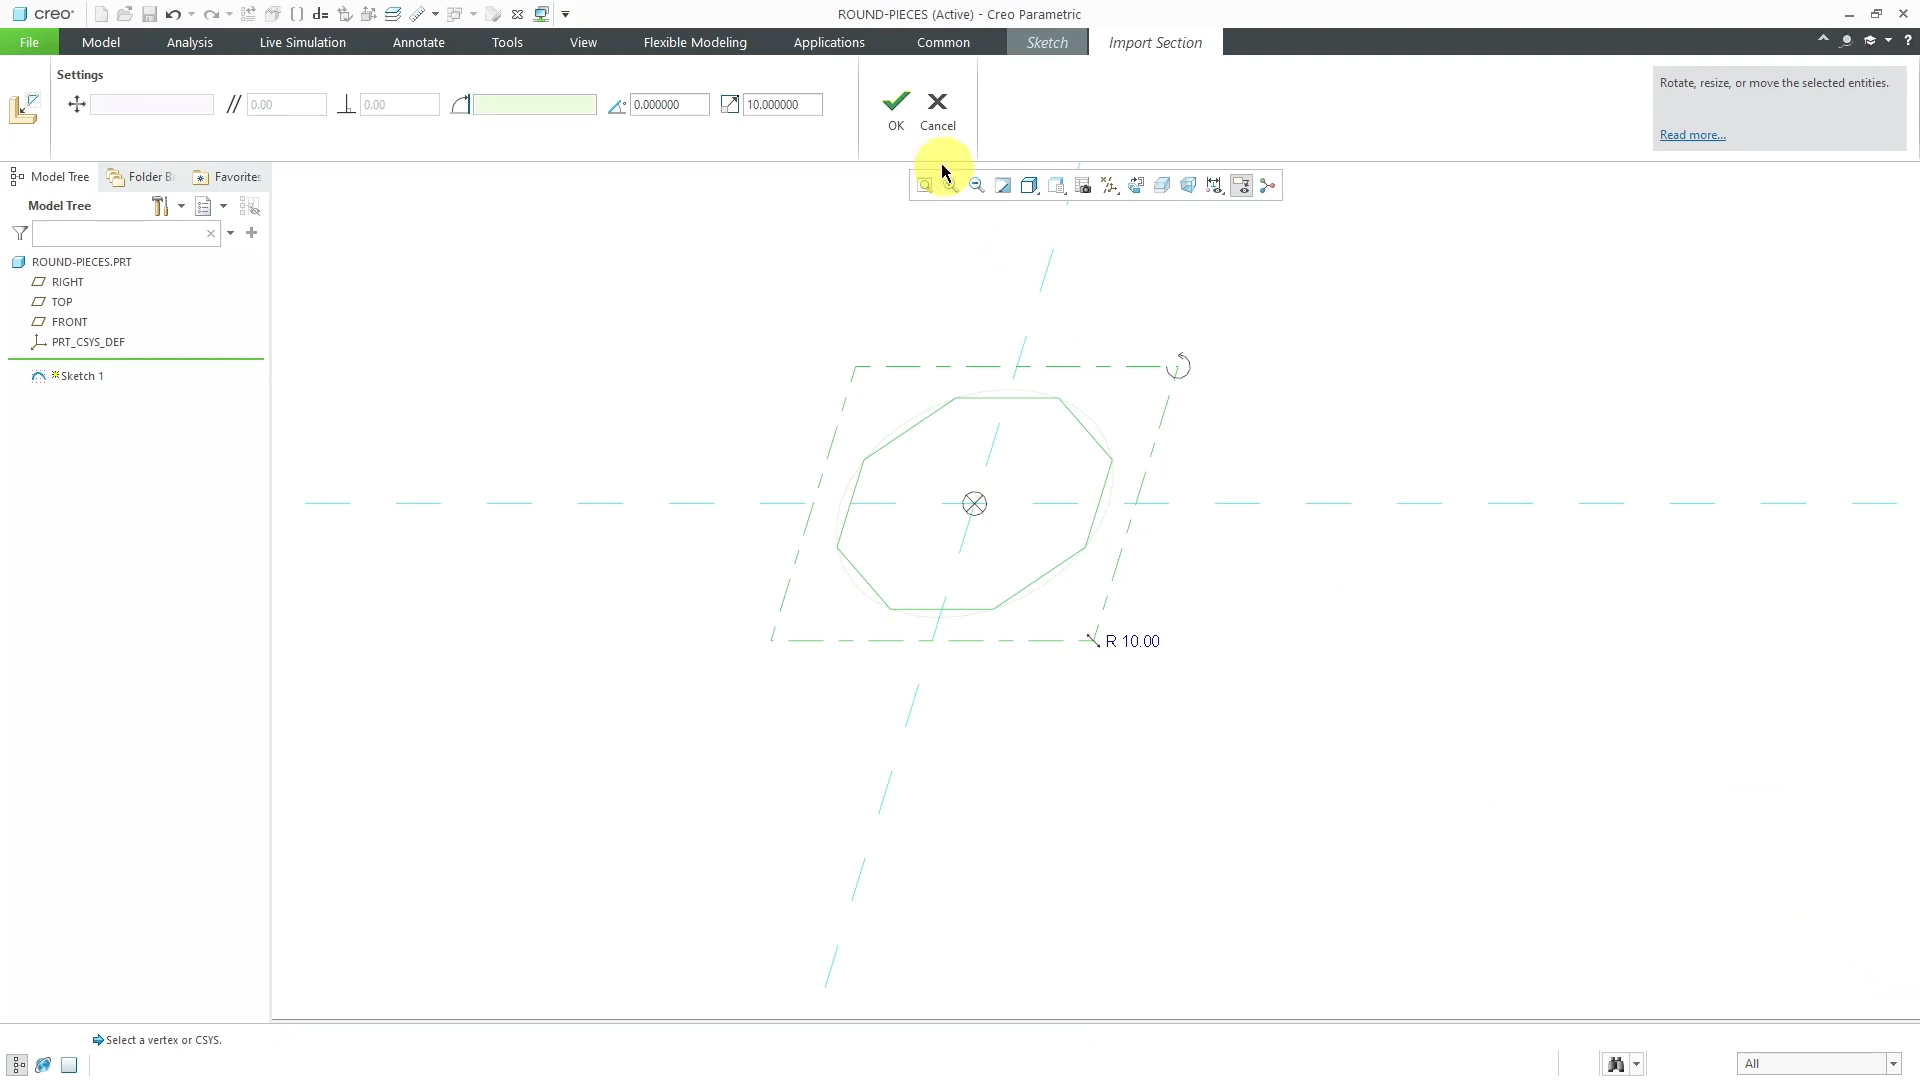 creo
ROUND-PIECES (Active) - Creo Parametric
File Model Analysis Live Simulation Annotate Tools View Flexible Modeling Applications Common Sketch Import Section
Settings
0.00 0.00 0.000000 10.000000
OK Cancel
Rotate, resize, or move the selected entities.
Read more...
Model Tree Folder B Favorites
Model Tree
ROUND-PIECES.PRT
RIGHT
TOP
FRONT
PRT_CSYS_DEF
Sketch 1
R 10.00
Select a vertex or CSYS.
All